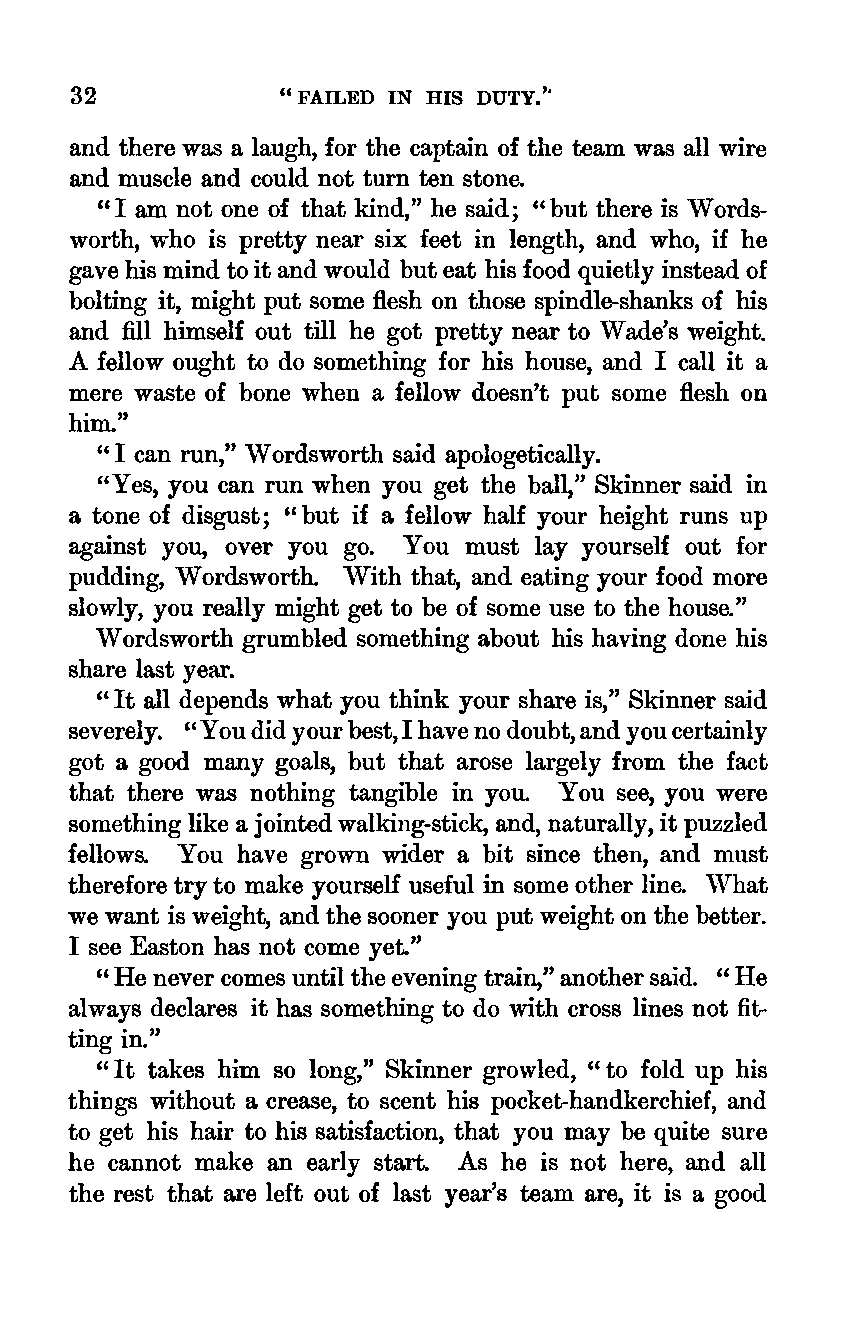 32 “ FAILED IN HIS DUTY.”
and there was a laugh, for the captain of the team was all wire
and muscle and could not turn ten stone.
“I am not one of that kind,” he said; “but there is Words-
worth, who is pretty near six feet in length, and who, if he
gave his mind to it and would but eat his food quietly instead of
bolting it, might put some flesh on those spindle-shanks of his
and fill himself out till he got pretty near to Wade’s weight.
A fellow ought to do something for his house, and I call it a
mere waste of bone when a fellow doesn’t put some flesh on
him.”
“I can run,” Wordsworth said apologetically.
“Yes, you can run when you get the ball,” Skinner said in
a tone of disgust; “but if a fellow half your height runs up
against you, over you go. You must lay yourself out for
pudding, Wordsworth. With that, and eating your food more
slowly, you really might get to be of some use to the house.”
Wordsworth grumbled something about his having done his
share last year.
“It all depends what you think your share is,” Skinner said
severely. “You did your best, I have no doubt, and you certainly
got a good many goals, but that arose largely from the fact
that there was nothing tangible in you. You see, you were
something like a jointed walking-stick, and, naturally, it puzzled
fellows. You have grown wider a bit since then, and must
therefore try to make yourself useful in some other line. What
we want is weight, and the sooner you put weight on the better.
I see Easton has not come yet.”
“He never comes until the evening train,” another said. “He
always declares it has something to do with cross lines not fit-
ting in.”
“It takes him so long,” Skinner growled, “to fold up his
things without a crease, to scent his pocket-handkerchief, and
to get his hair to his satisfaction, that you may be quite sure
he cannot make an early start. As he is not here, and all
the rest that are left out of last year’s team are, it is a good